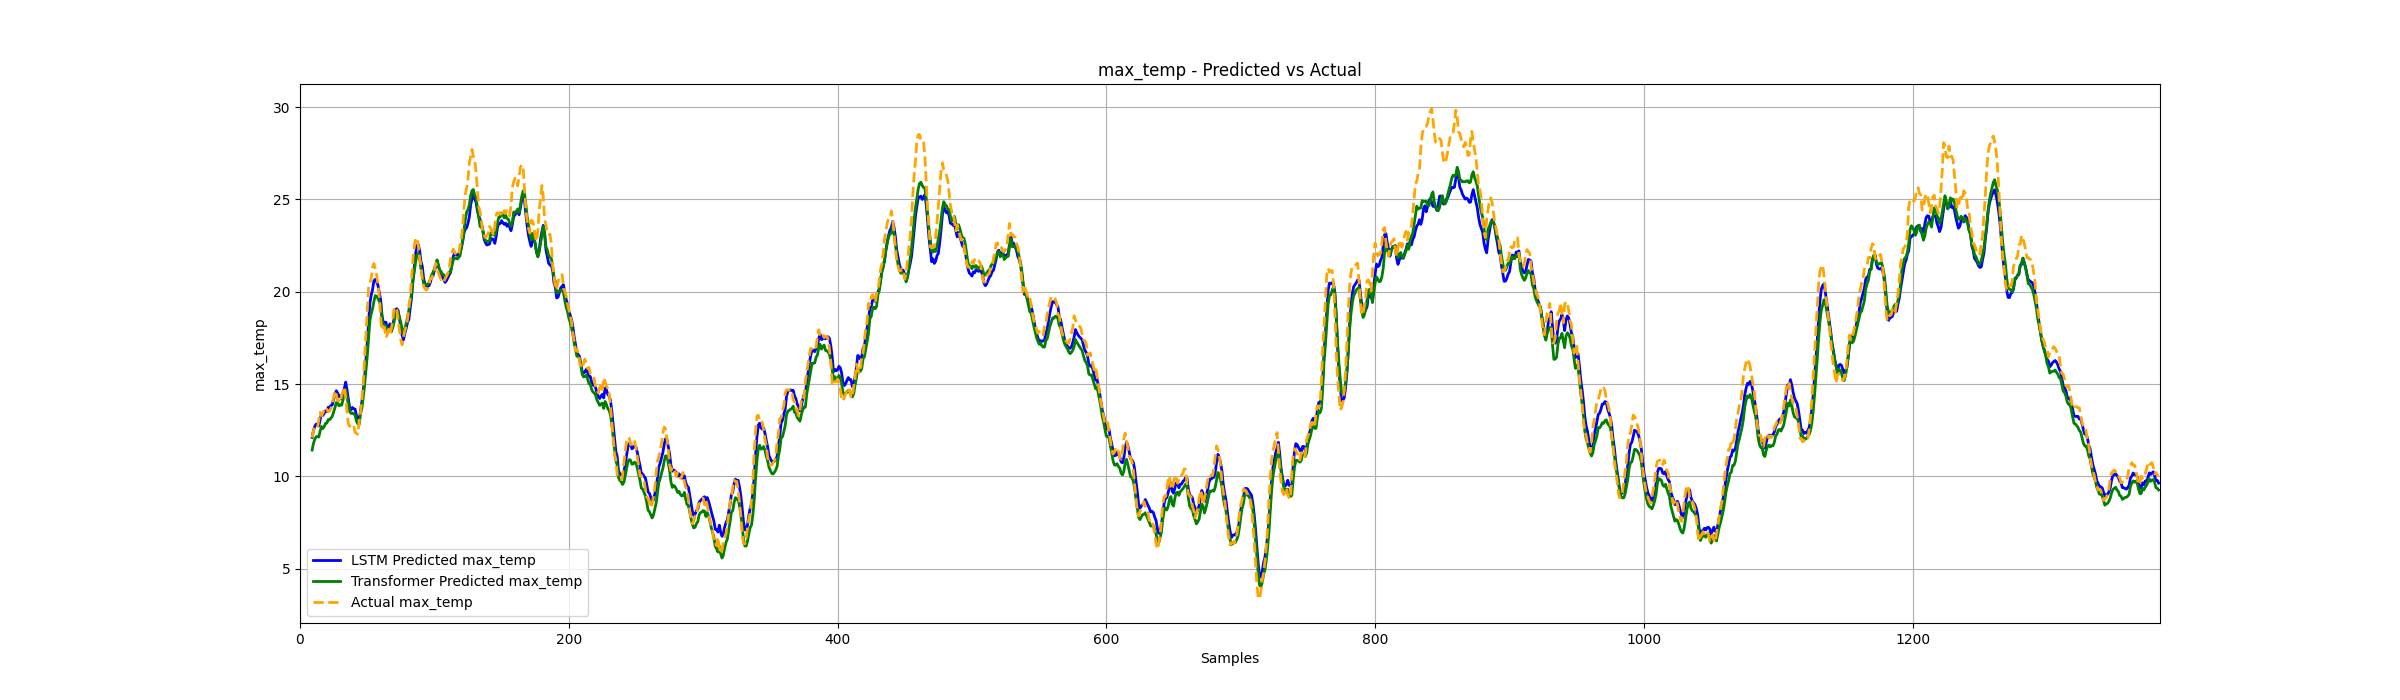 max_temp - Predicted vs Actual
max_temp
30
25
20
15
10
5
LSTM Predicted max_temp
Transformer Predicted max_temp
Actual max_temp
0
200
400
600
800
1000
1200
Samples